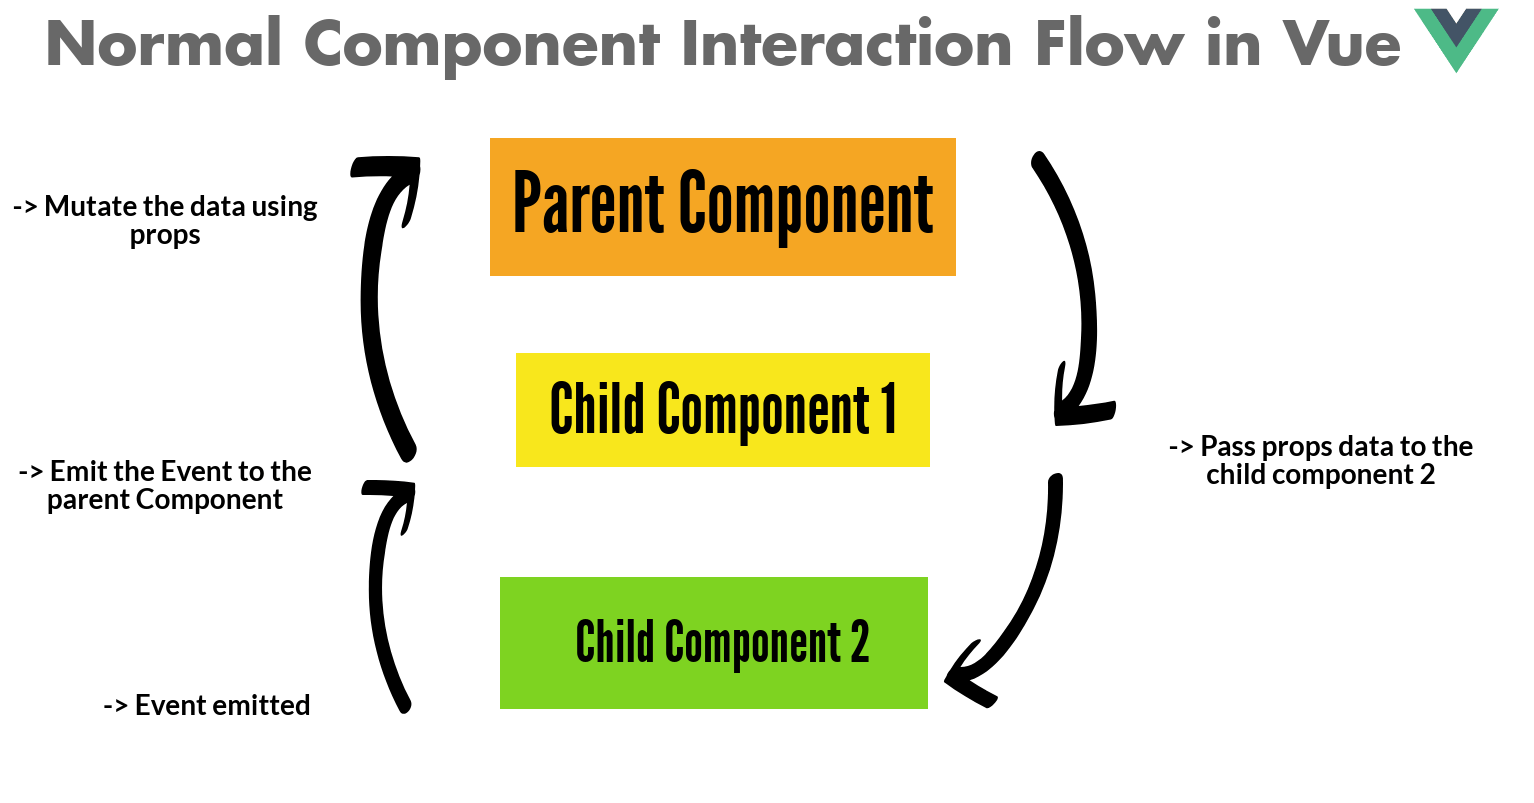 Normal Component Interaction Flow in Vue
Parent Component
-> Mutate the data using
props
Child Component 1
-> Pass props data to the
child component 2
-> Emit the Event to the
parent Component
Child Component 2
-> Event emitted